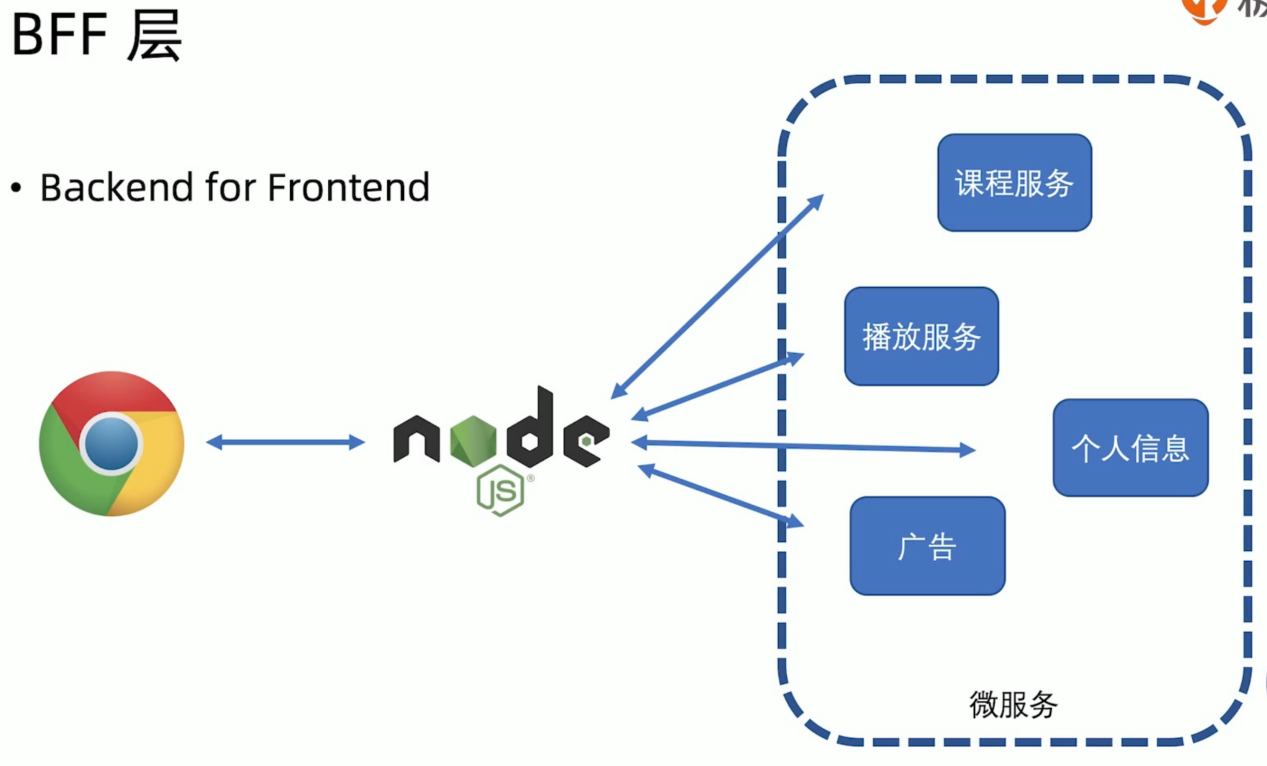 BFF 层
• Backend for Frontend
课程服务
播放服务
个人信息
广告
node
JS
®
微服务